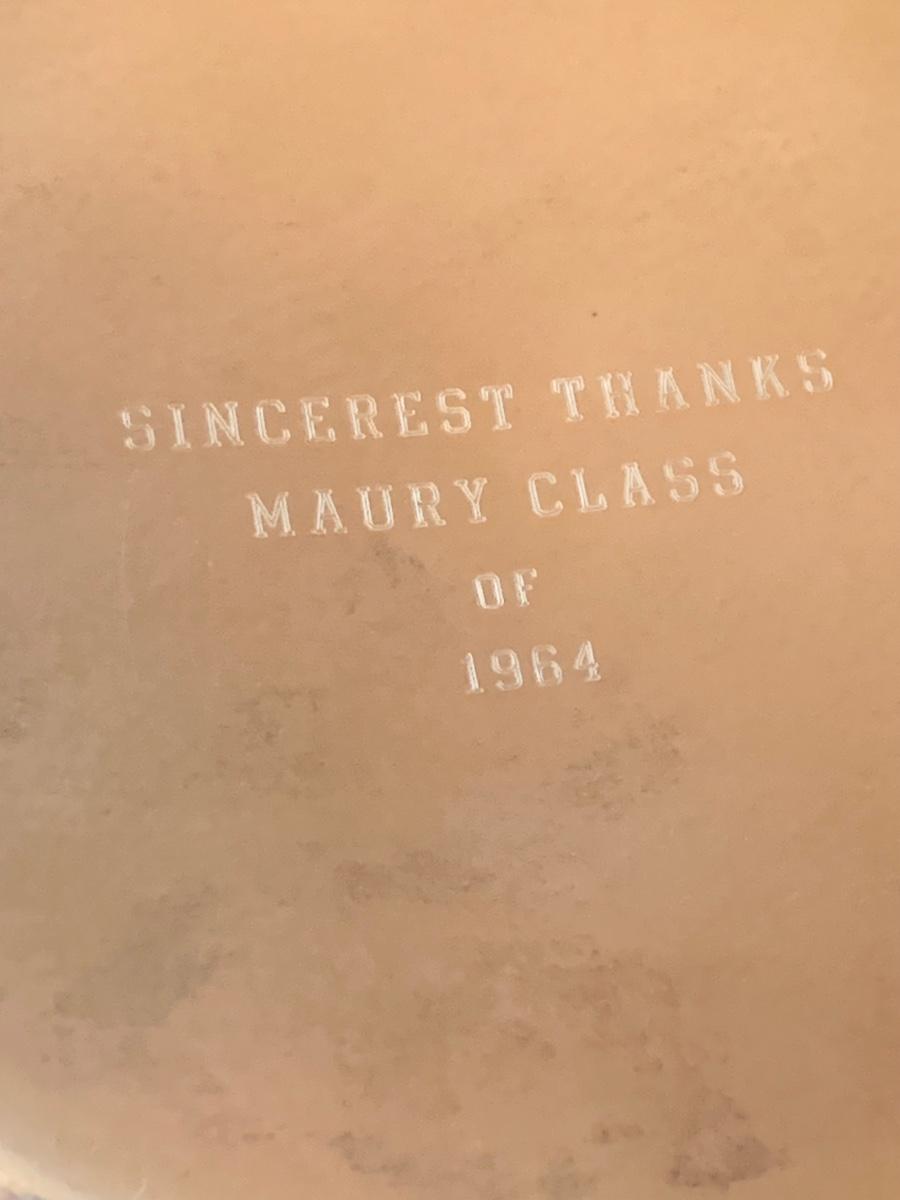 SINCEREST THANKS
MAURY CLASS
OF
1964